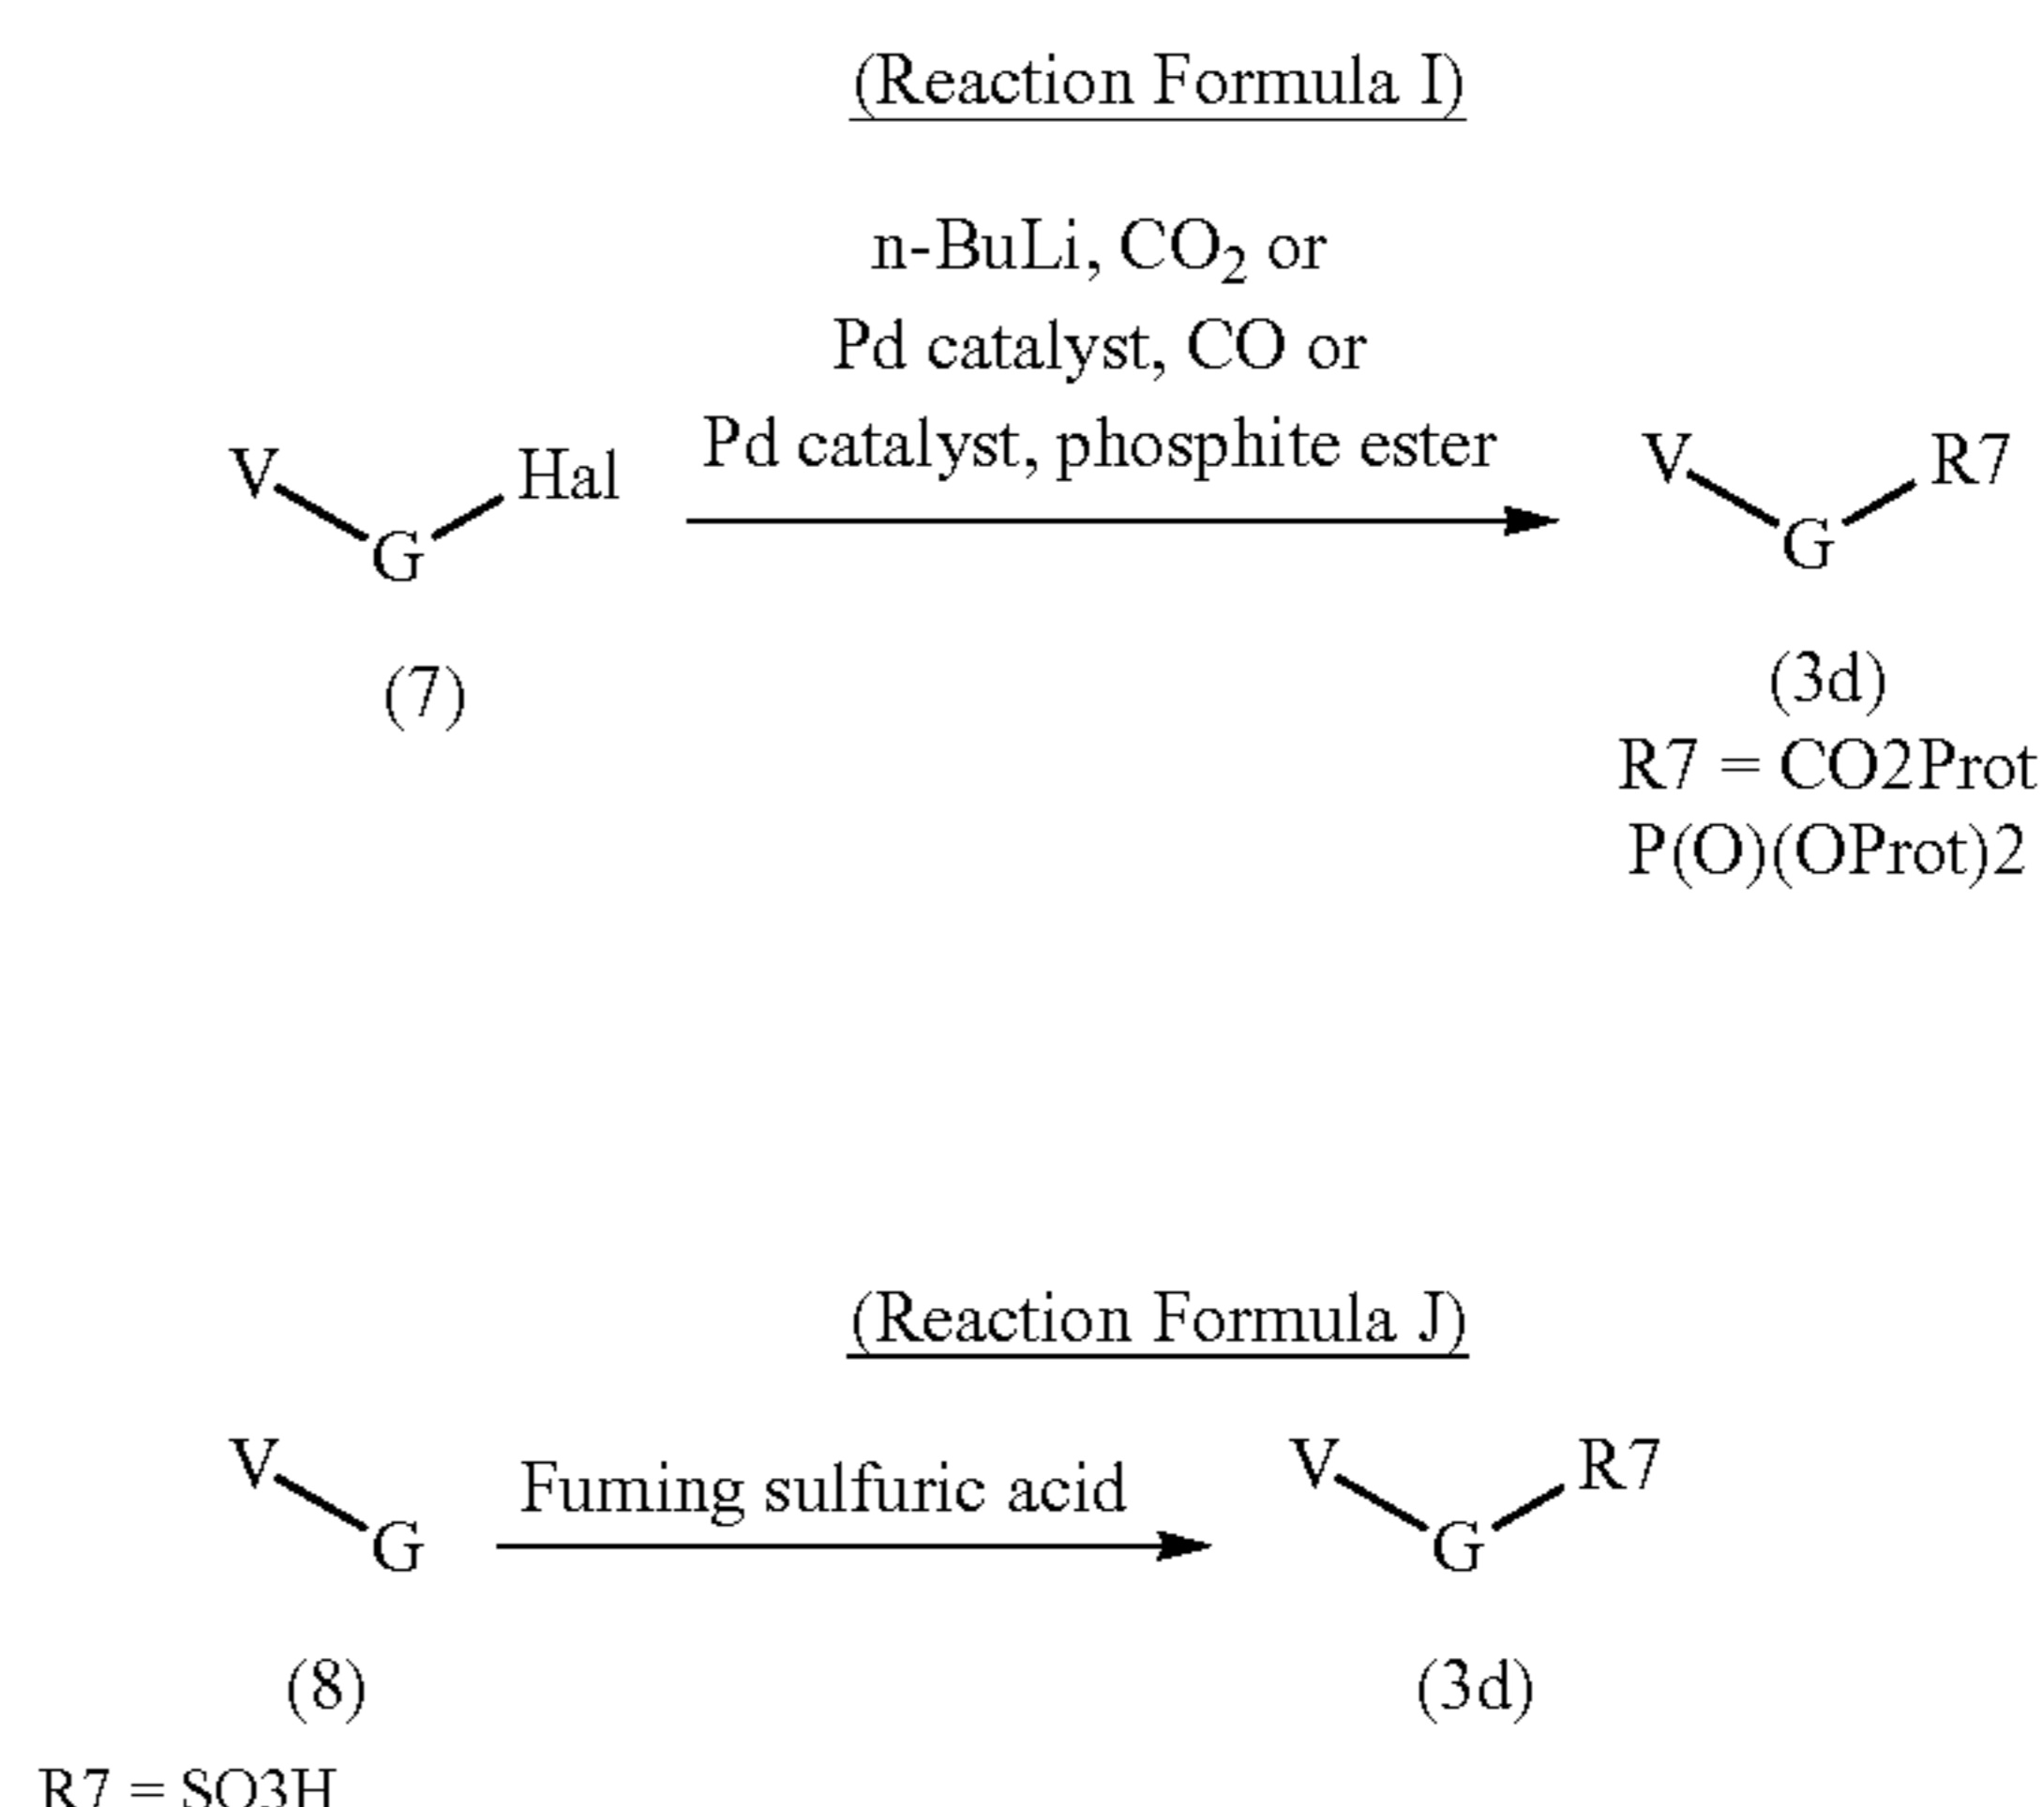 (Reaction Formula I)
n-BuLi, CO₂ or
Pd catalyst, CO or
Pd catalyst, phosphite ester
V G Hal
V G R7
(7)
(3d)
R7 = CO2Prot
P(O)(OProt)2
(Reaction Formula J)
V G
Fuming sulfuric acid
V G R7
(8)
(3d)
R7 = SO3H